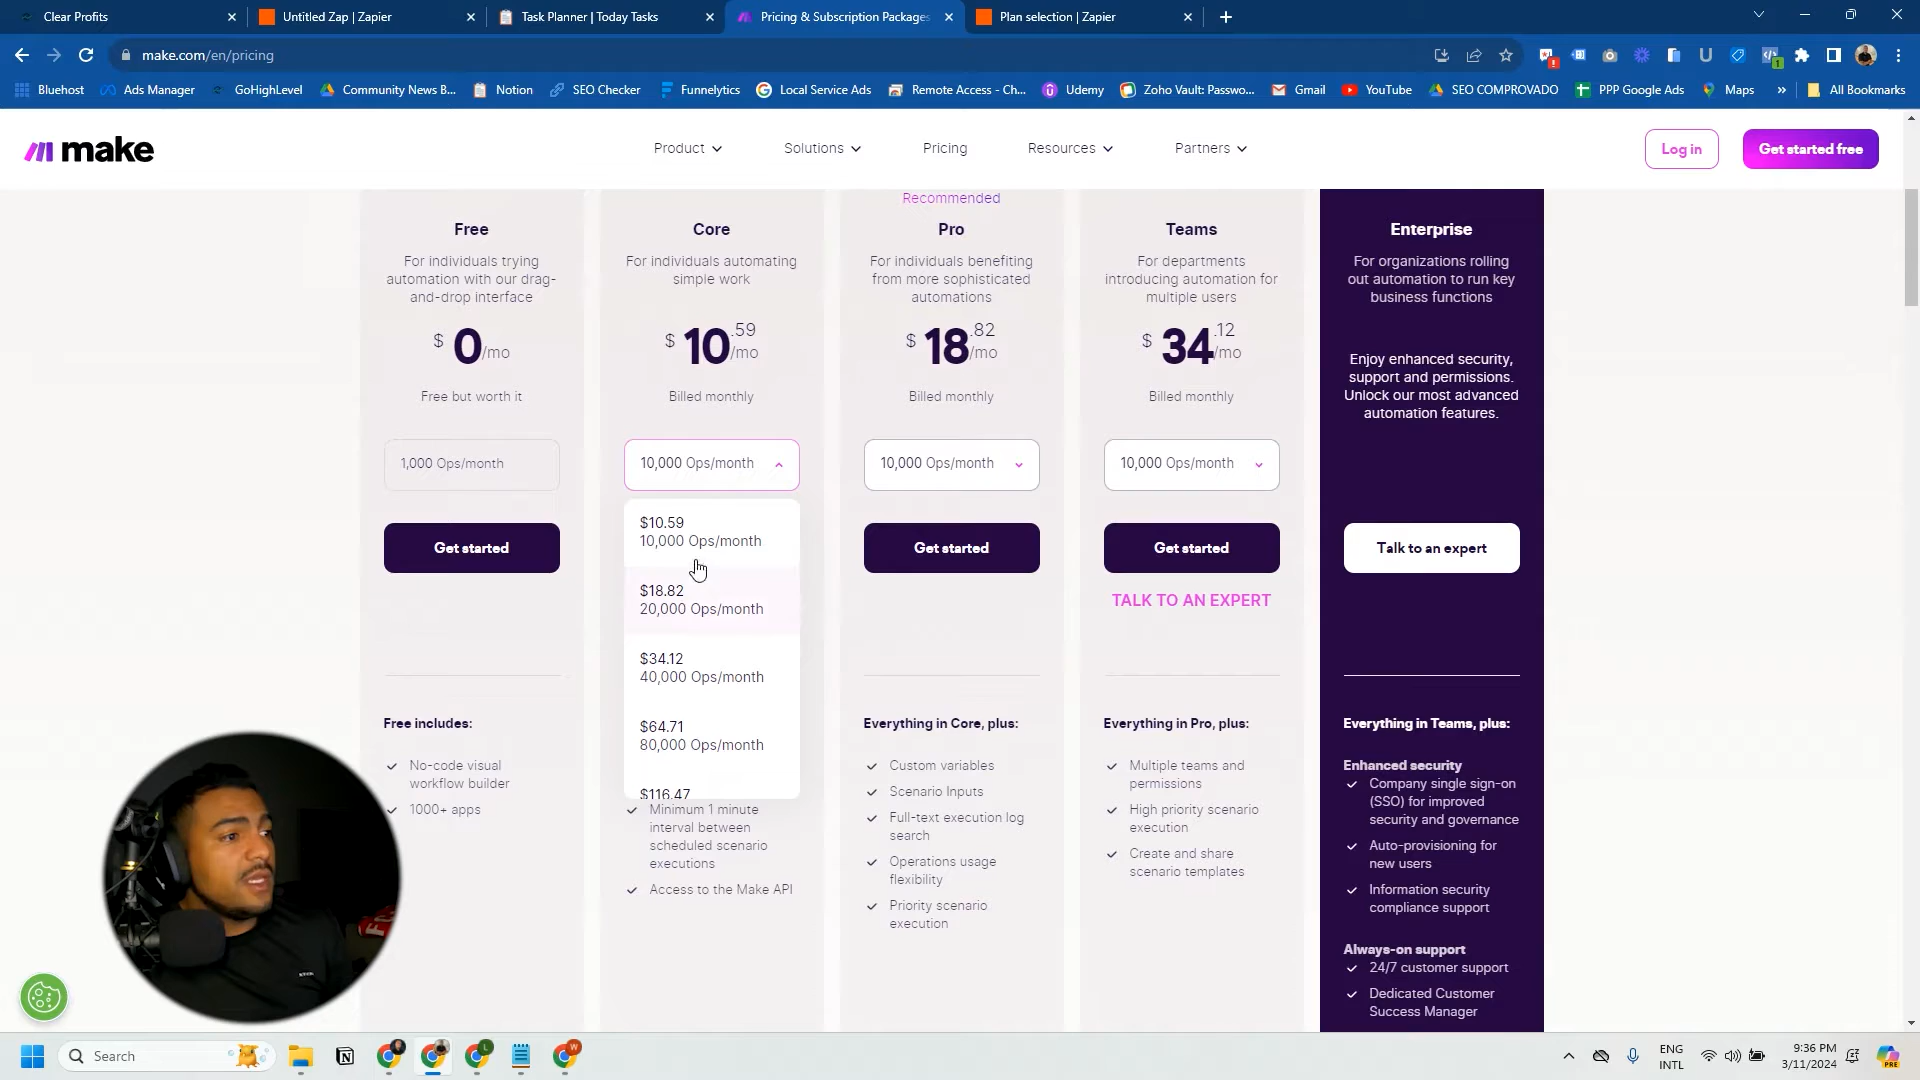 Clear Profits
Untitled Zap | Zapier
Task Planner | Today Tasks
Pricing & Subscription Packages
Plan selection | Zapier
make.com/en/pricing
Bluehost
Ads Manager
GoHighLevel
Community News B...
Notion
SEO Checker
Funnelytics
Local Service Ads
Remote Access - Ch...
Udemy
Zoho Vault: Passwo...
Gmail
YouTube
SEO COMPROVADO
PPP Google Ads
Maps
All Bookmarks
make
Product
Solutions
Pricing
Resources
Partners
Log in
Get started free
Free
For individuals trying
automation with our drag-
and-drop interface
$ 0/mo
Free but worth it
1,000 Ops/month
Get started
Free includes:
No-code visual
workflow builder
1000+ apps
Core
For individuals automating
simple work
$ 10.59/mo
Billed monthly
10,000 Ops/month
$10.59
10,000 Ops/month
$18.82
20,000 Ops/month
$34.12
40,000 Ops/month
$64.71
80,000 Ops/month
$116.47
Minimum 1 minute
interval between
scheduled scenario
executions
Access to the Make API
Recommended
Pro
For individuals benefiting
from more sophisticated
automations
$ 18.82/mo
Billed monthly
10,000 Ops/month
Get started
Everything in Core, plus:
Custom variables
Scenario Inputs
Full-text execution log
search
Operations usage
flexibility
Priority scenario
execution
Teams
For departments
introducing automation for
multiple users
$ 34.12/mo
Billed monthly
10,000 Ops/month
Get started
TALK TO AN EXPERT
Everything in Pro, plus:
Multiple teams and
permissions
High priority scenario
execution
Create and share
scenario templates
Enterprise
For organizations rolling
out automation to run key
business functions
Enjoy enhanced security,
support and permissions.
Unlock our most advanced
automation features.
Talk to an expert
Everything in Teams, plus:
Enhanced security
Company single sign-on
(SSO) for improved
security and governance
Auto-provisioning for
new users
Information security
compliance support
Always-on support
24/7 customer support
Dedicated Customer
Success Manager
Search
ENG
INTL
9:36 PM
3/11/2024